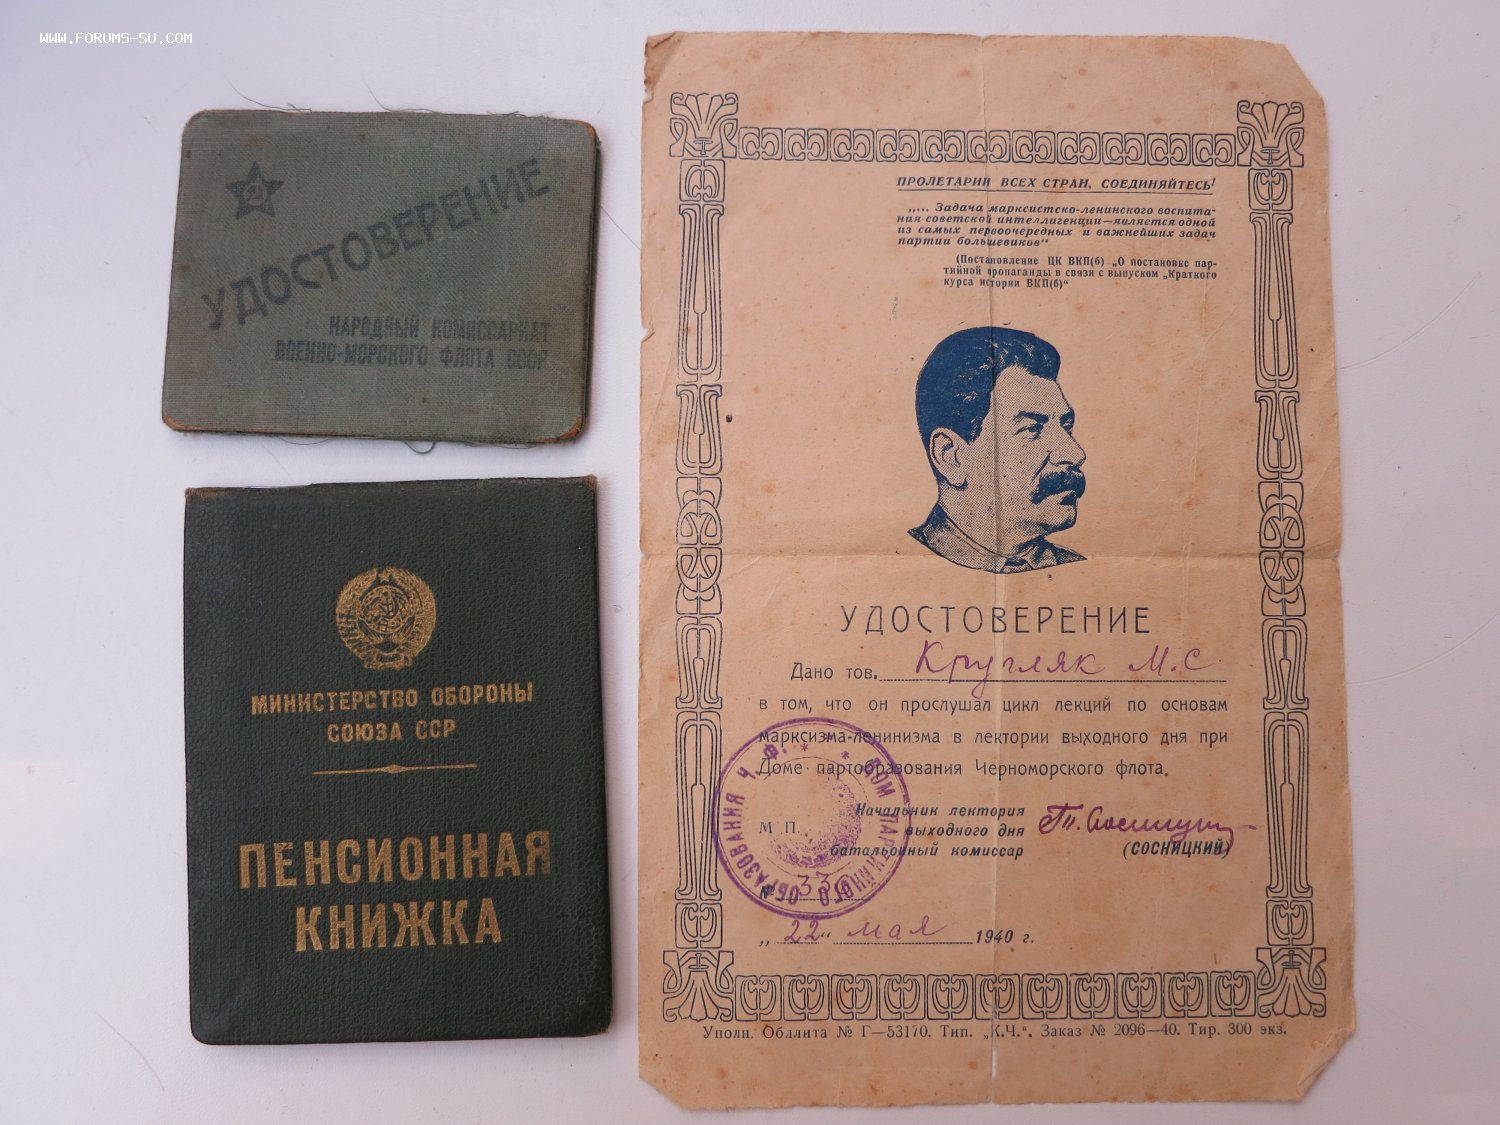 WWW.FORUMS-SU.COM
УДОСТОВЕРЕНИЕ
НАРОДНЫЙ КОМИССАРИАТ
ВОЕННО-МОРСКОГО ФЛОТА СССР
МИНИСТЕРСТВО ОБОРОНЫ
СОЮЗА ССР
ПЕНСИОННАЯ
КНИЖКА
ПРОЛЕТАРИИ ВСЕХ СТРАН, СОЕДИНЯЙТЕСЬ!
„... Задача марксистско-ленинского воспита-
ния советской интеллигенции—является одной
из самых первоочередных и важнейших задач
партии большевиков“
(Постановление ЦК ВКП(б) „О постановке пар-
тийной пропаганды в связи с выпуском „Краткого
курса истории ВКП(б)“
УДОСТОВЕРЕНИЕ
Дано тов. Кругляк М.С
в том, что он прослушал цикл лекций по основам
марксизма-ленинизма в лектории выходного дня при
Доме партобразования Черноморского флота.
Начальник лектория
выходного дня
батальонный комиссар
(СОСНИЦКИЙ)
М П.
ДОМ ПАРТИЙНОГО ОБРАЗОВАНИЯ Ч. Ф.
№
„22“ мая 1940 г.
Уполн. Обллита № Г—53170. Тип. „К.Ч.“. Заказ № 2096—40. Тир. 300 экз.